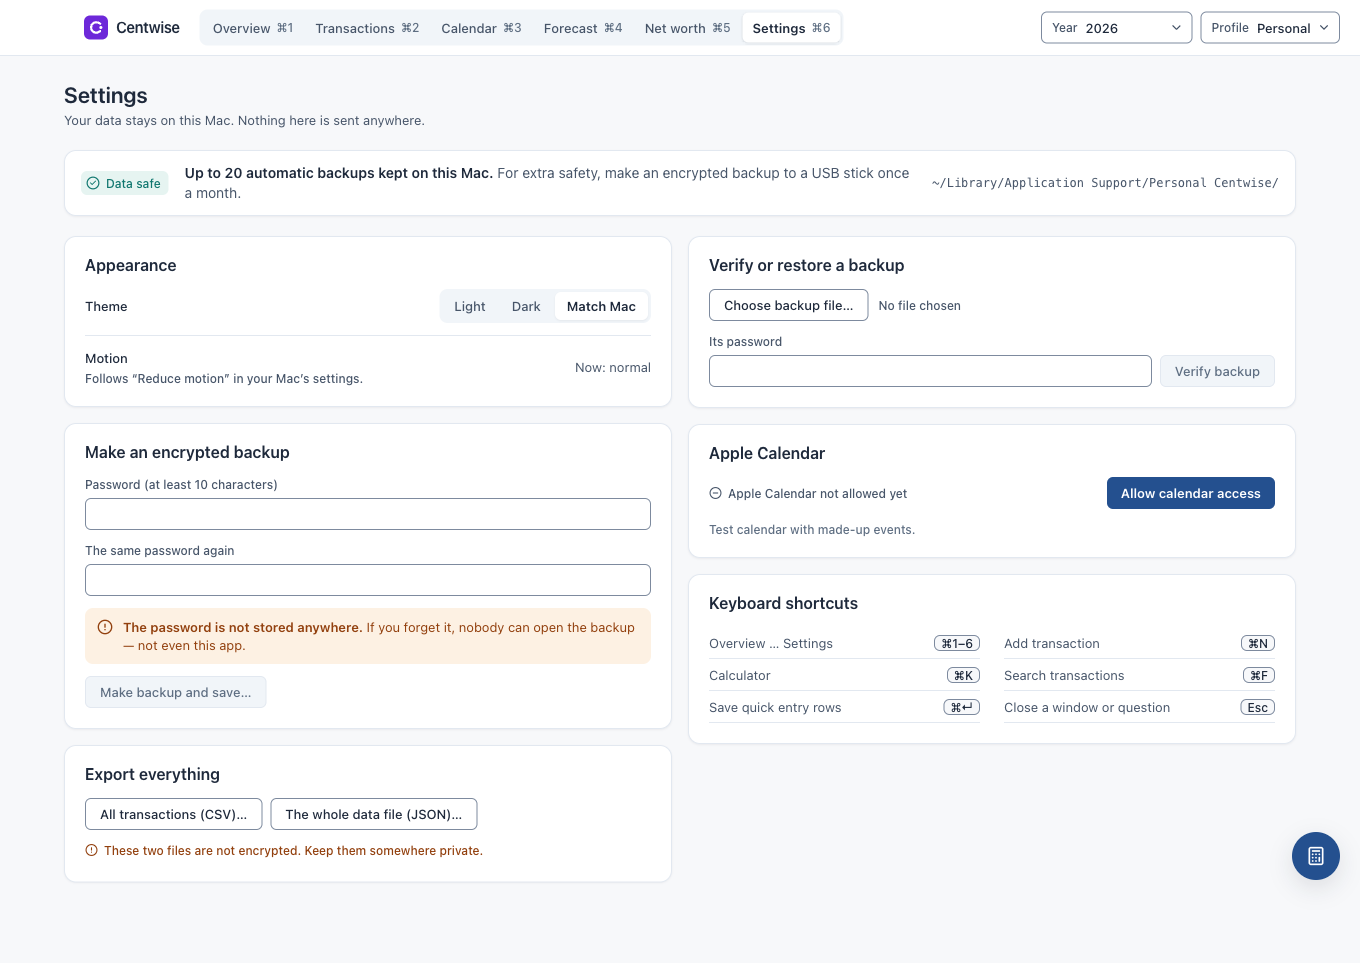 Centwise
Overview ⌘1
Transactions ⌘2
Calendar ⌘3
Forecast ⌘4
Net worth ⌘5
Settings ⌘6
Year 2026
Profile Personal
Settings
Your data stays on this Mac. Nothing here is sent anywhere.
Data safe
Up to 20 automatic backups kept on this Mac. For extra safety, make an encrypted backup to a USB stick once
a month.
~/Library/Application Support/Personal Centwise/
Appearance
Theme
Light
Dark
Match Mac
Motion
Follows “Reduce motion” in your Mac’s settings.
Now: normal
Make an encrypted backup
Password (at least 10 characters)
The same password again
The password is not stored anywhere. If you forget it, nobody can open the backup
— not even this app.
Make backup and save...
Export everything
All transactions (CSV)...
The whole data file (JSON)...
These two files are not encrypted. Keep them somewhere private.
Verify or restore a backup
Choose backup file...
No file chosen
Its password
Verify backup
Apple Calendar
Apple Calendar not allowed yet
Allow calendar access
Test calendar with made-up events.
Keyboard shortcuts
Overview ... Settings ⌘1–6
Add transaction ⌘N
Calculator ⌘K
Search transactions ⌘F
Save quick entry rows ⌘↵
Close a window or question Esc